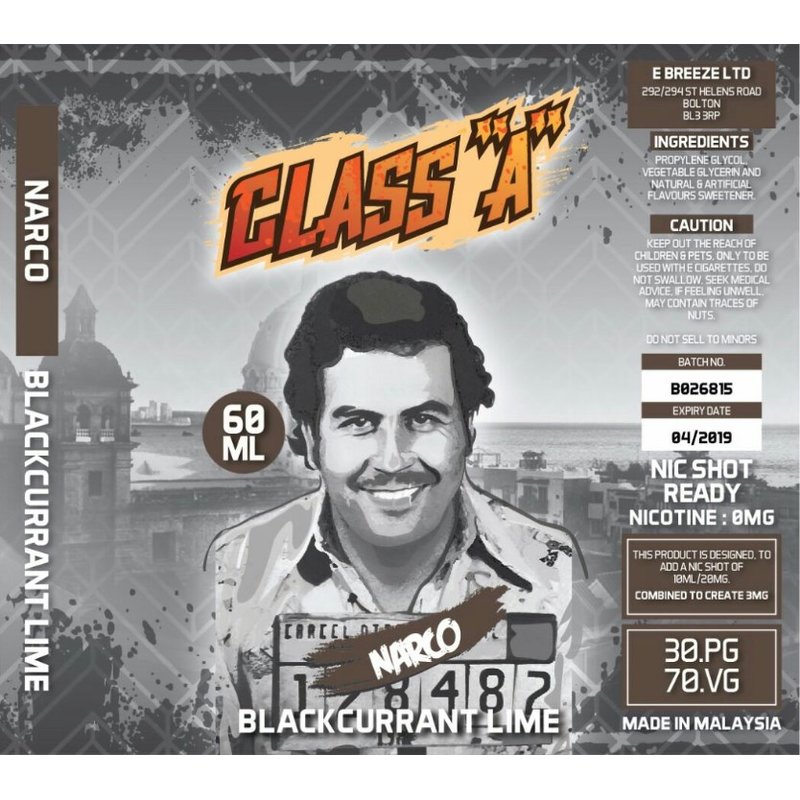 NARCO
BLACKCURRANT LIME
CLASS "A"
60
ML
NARCO
128482
BLACKCURRANT LIME
E BREEZE LTD
292/294 ST HELENS ROAD
BOLTON
BL3 3RP
INGREDIENTS
PROPYLENE GLYCOL,
VEGETABLE GLYCERIN AND
NATURAL & ARTIFICIAL
FLAVOURS SWEETENER.
CAUTION
KEEP OUT THE REACH OF
CHILDREN & PETS, ONLY TO BE
USED WITH E CIGARETTES, DO
NOT SWALLOW, SEEK MEDICAL
ADVICE, IF FEELING UNWELL,
MAY CONTAIN TRACES OF
NUTS.
DO NOT SELL TO MINORS
BATCH NO.
B026815
EXPIRY DATE
04/2019
NIC SHOT
READY
NICOTINE : 0MG
THIS PRODUCT IS DESIGNED, TO
ADD A NIC SHOT OF
10ML/20MG.
COMBINED TO CREATE 3MG
30.PG
70.VG
MADE IN MALAYSIA